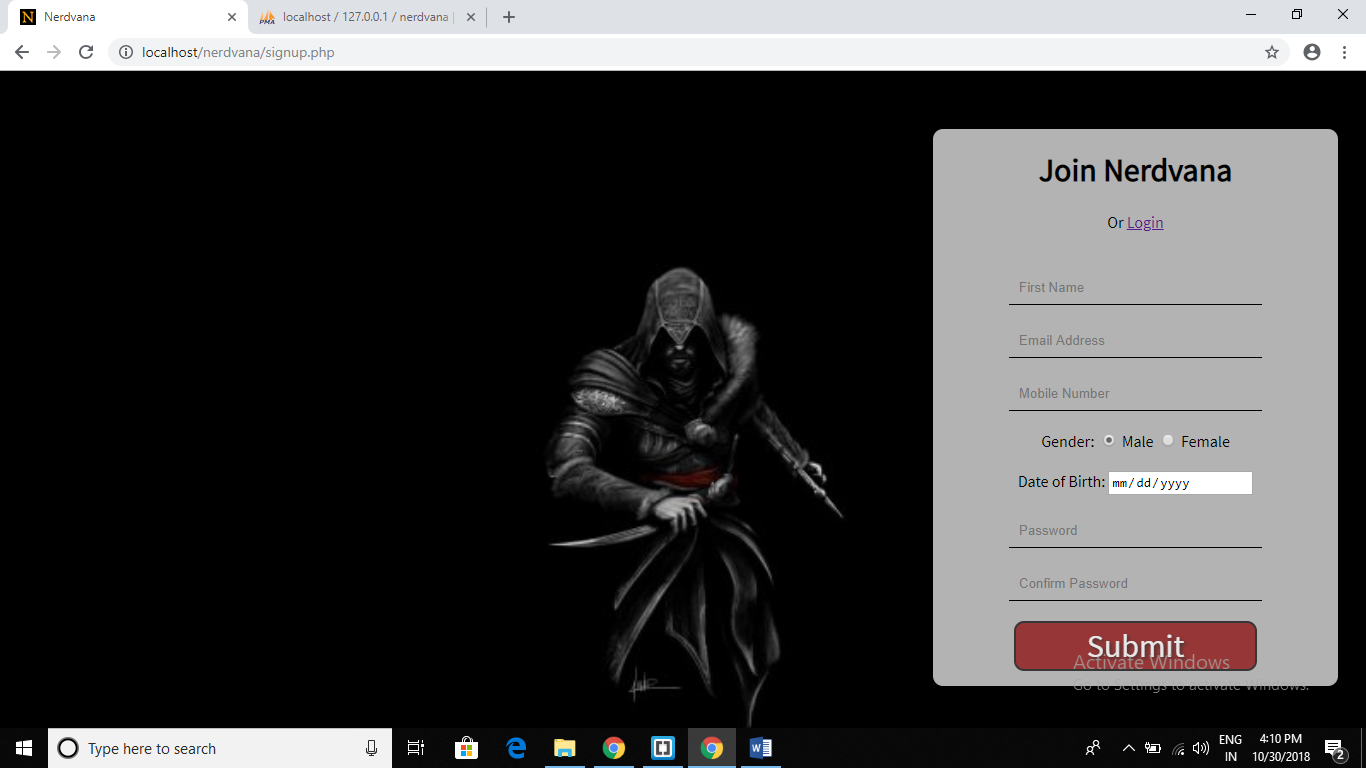 Nerdvana
localhost / 127.0.0.1 / nerdvana |
localhost/nerdvana/signup.php
Join Nerdvana
Or Login
First Name
Email Address
Mobile Number
Gender: Male Female
Date of Birth: mm/dd/yyyy
Password
Confirm Password
Submit
Activate Windows
Go to Settings to activate Windows.
Type here to search
ENG
IN
4:10 PM
10/30/2018
2